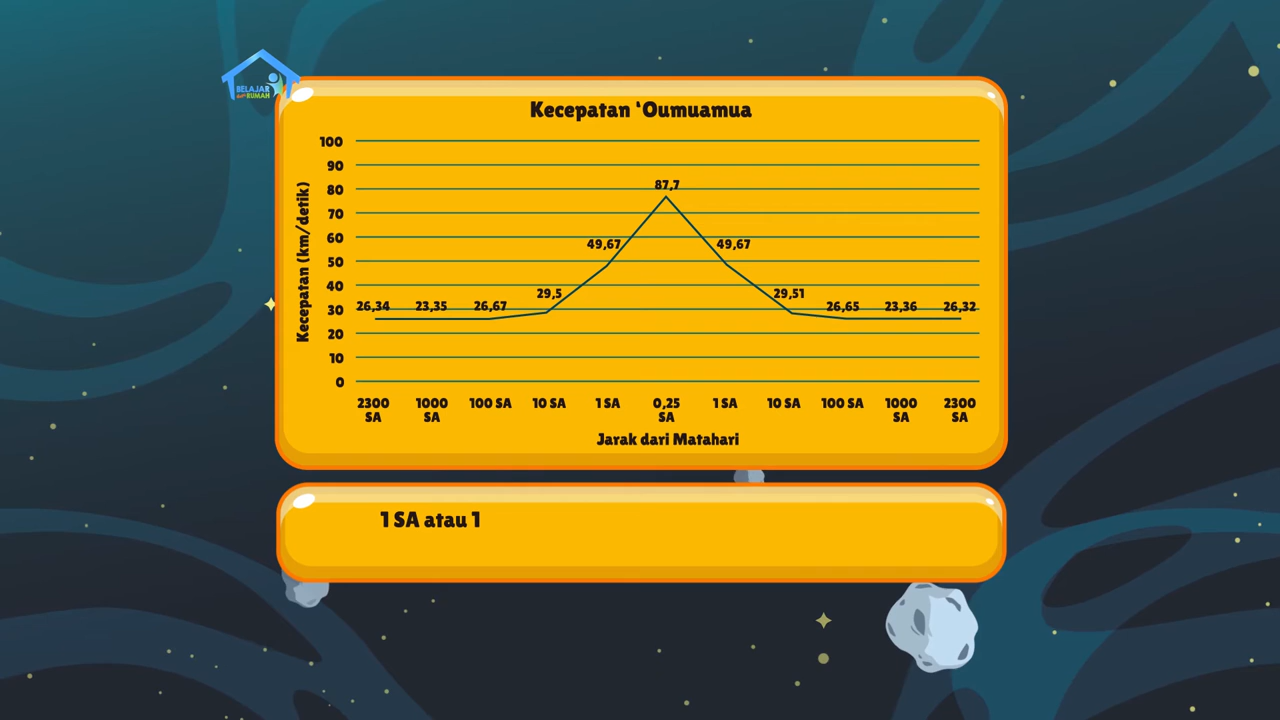 BELAJAR
dari RUMAH
Kecepatan ‘Oumuamua
Kecepatan (km/detik)
100
90
80
70
60
50
40
30
20
10
0
26,34 23,35 26,67 29,5 49,67 87,7 49,67 29,51 26,65 23,36 26,32
2300 1000 100 SA 10 SA 1 SA 0,25 1 SA 10 SA 100 SA 1000 2300
SA SA SA SA SA
Jarak dari Matahari
1 SA atau 1